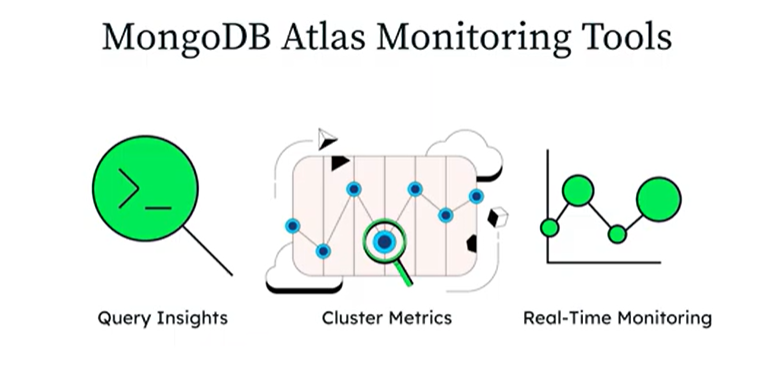 MongoDB Atlas Monitoring Tools
>_
Query Insights
Cluster Metrics
Real-Time Monitoring